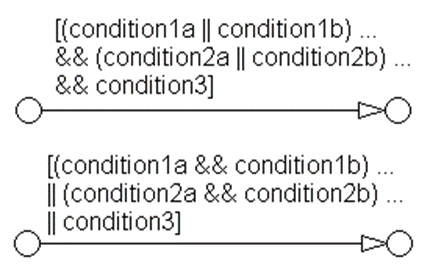 [(condition1a || condition1b) ...
&& (condition2a || condition2b) ...
&& condition3]
[(condition1a && condition1b) ...
|| (condition2a && condition2b) ...
|| condition3]